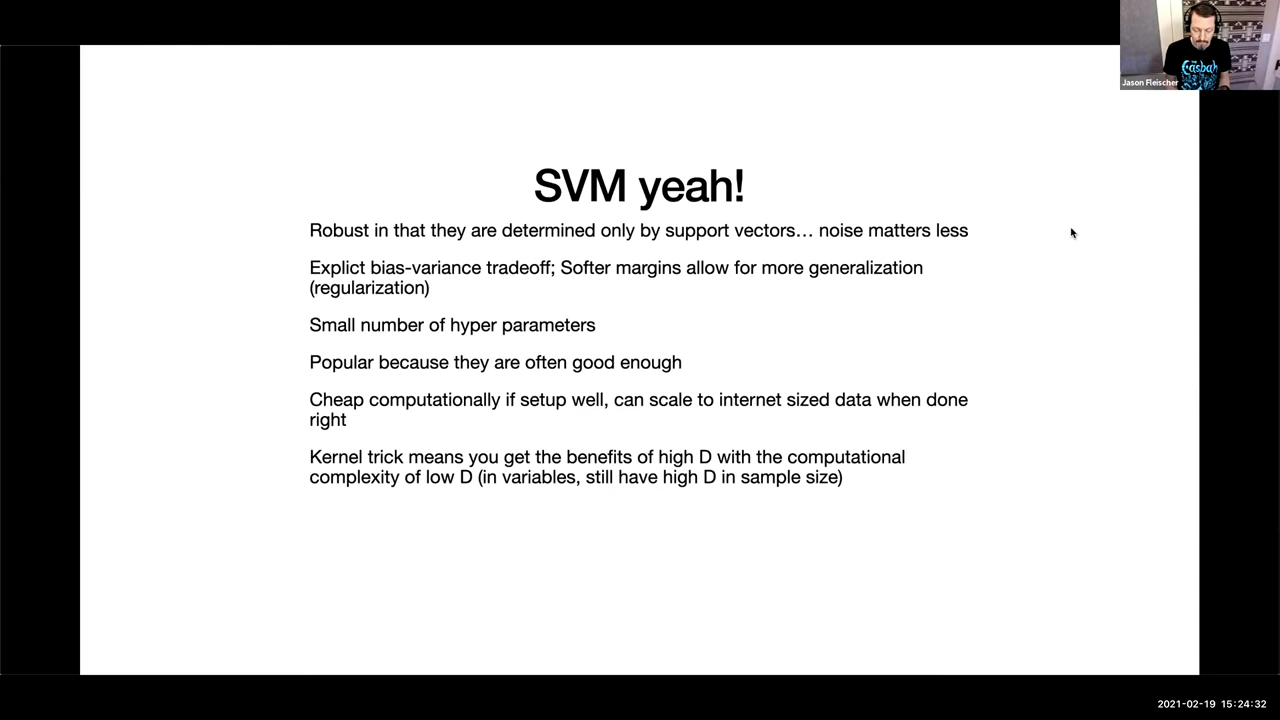 Casbah
Jason Fleischer
SVM yeah!
Robust in that they are determined only by support vectors… noise matters less
Explict bias-variance tradeoff; Softer margins allow for more generalization
(regularization)
Small number of hyper parameters
Popular because they are often good enough
Cheap computationally if setup well, can scale to internet sized data when done
right
Kernel trick means you get the benefits of high D with the computational
complexity of low D (in variables, still have high D in sample size)
2021-02-19 15:24:32